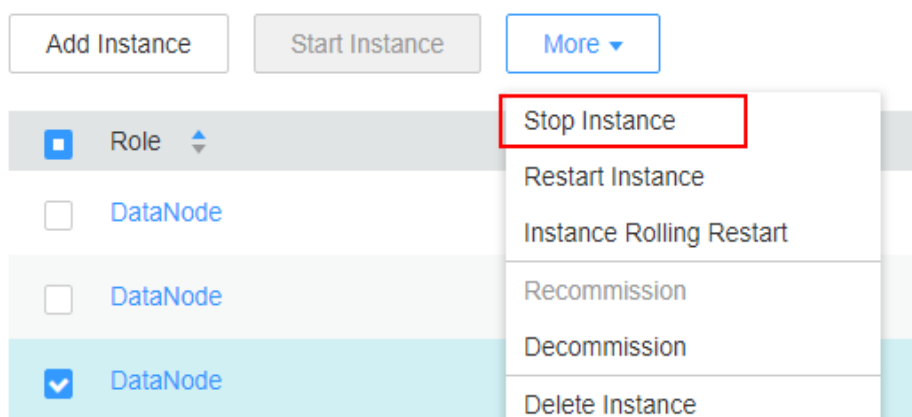 Add Instance Start Instance More
Stop Instance
Role
Restart Instance
DataNode
Instance Rolling Restart
Recommission
DataNode
Decommission
DataNode
Delete Instance